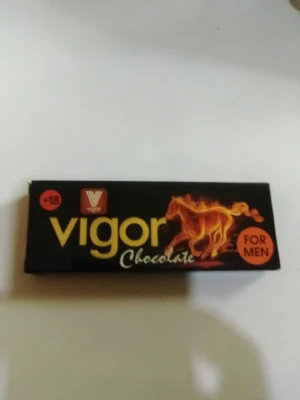 +18
vigor
Chocolate
FOR
MEN